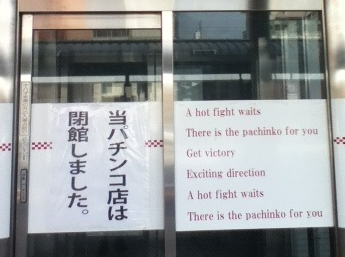 当パチンコ店は
閉館しました。
A hot fight waits
There is the pachinko for you
Get victory
Exciting direction
A hot fight waits
There is the pachinko for you